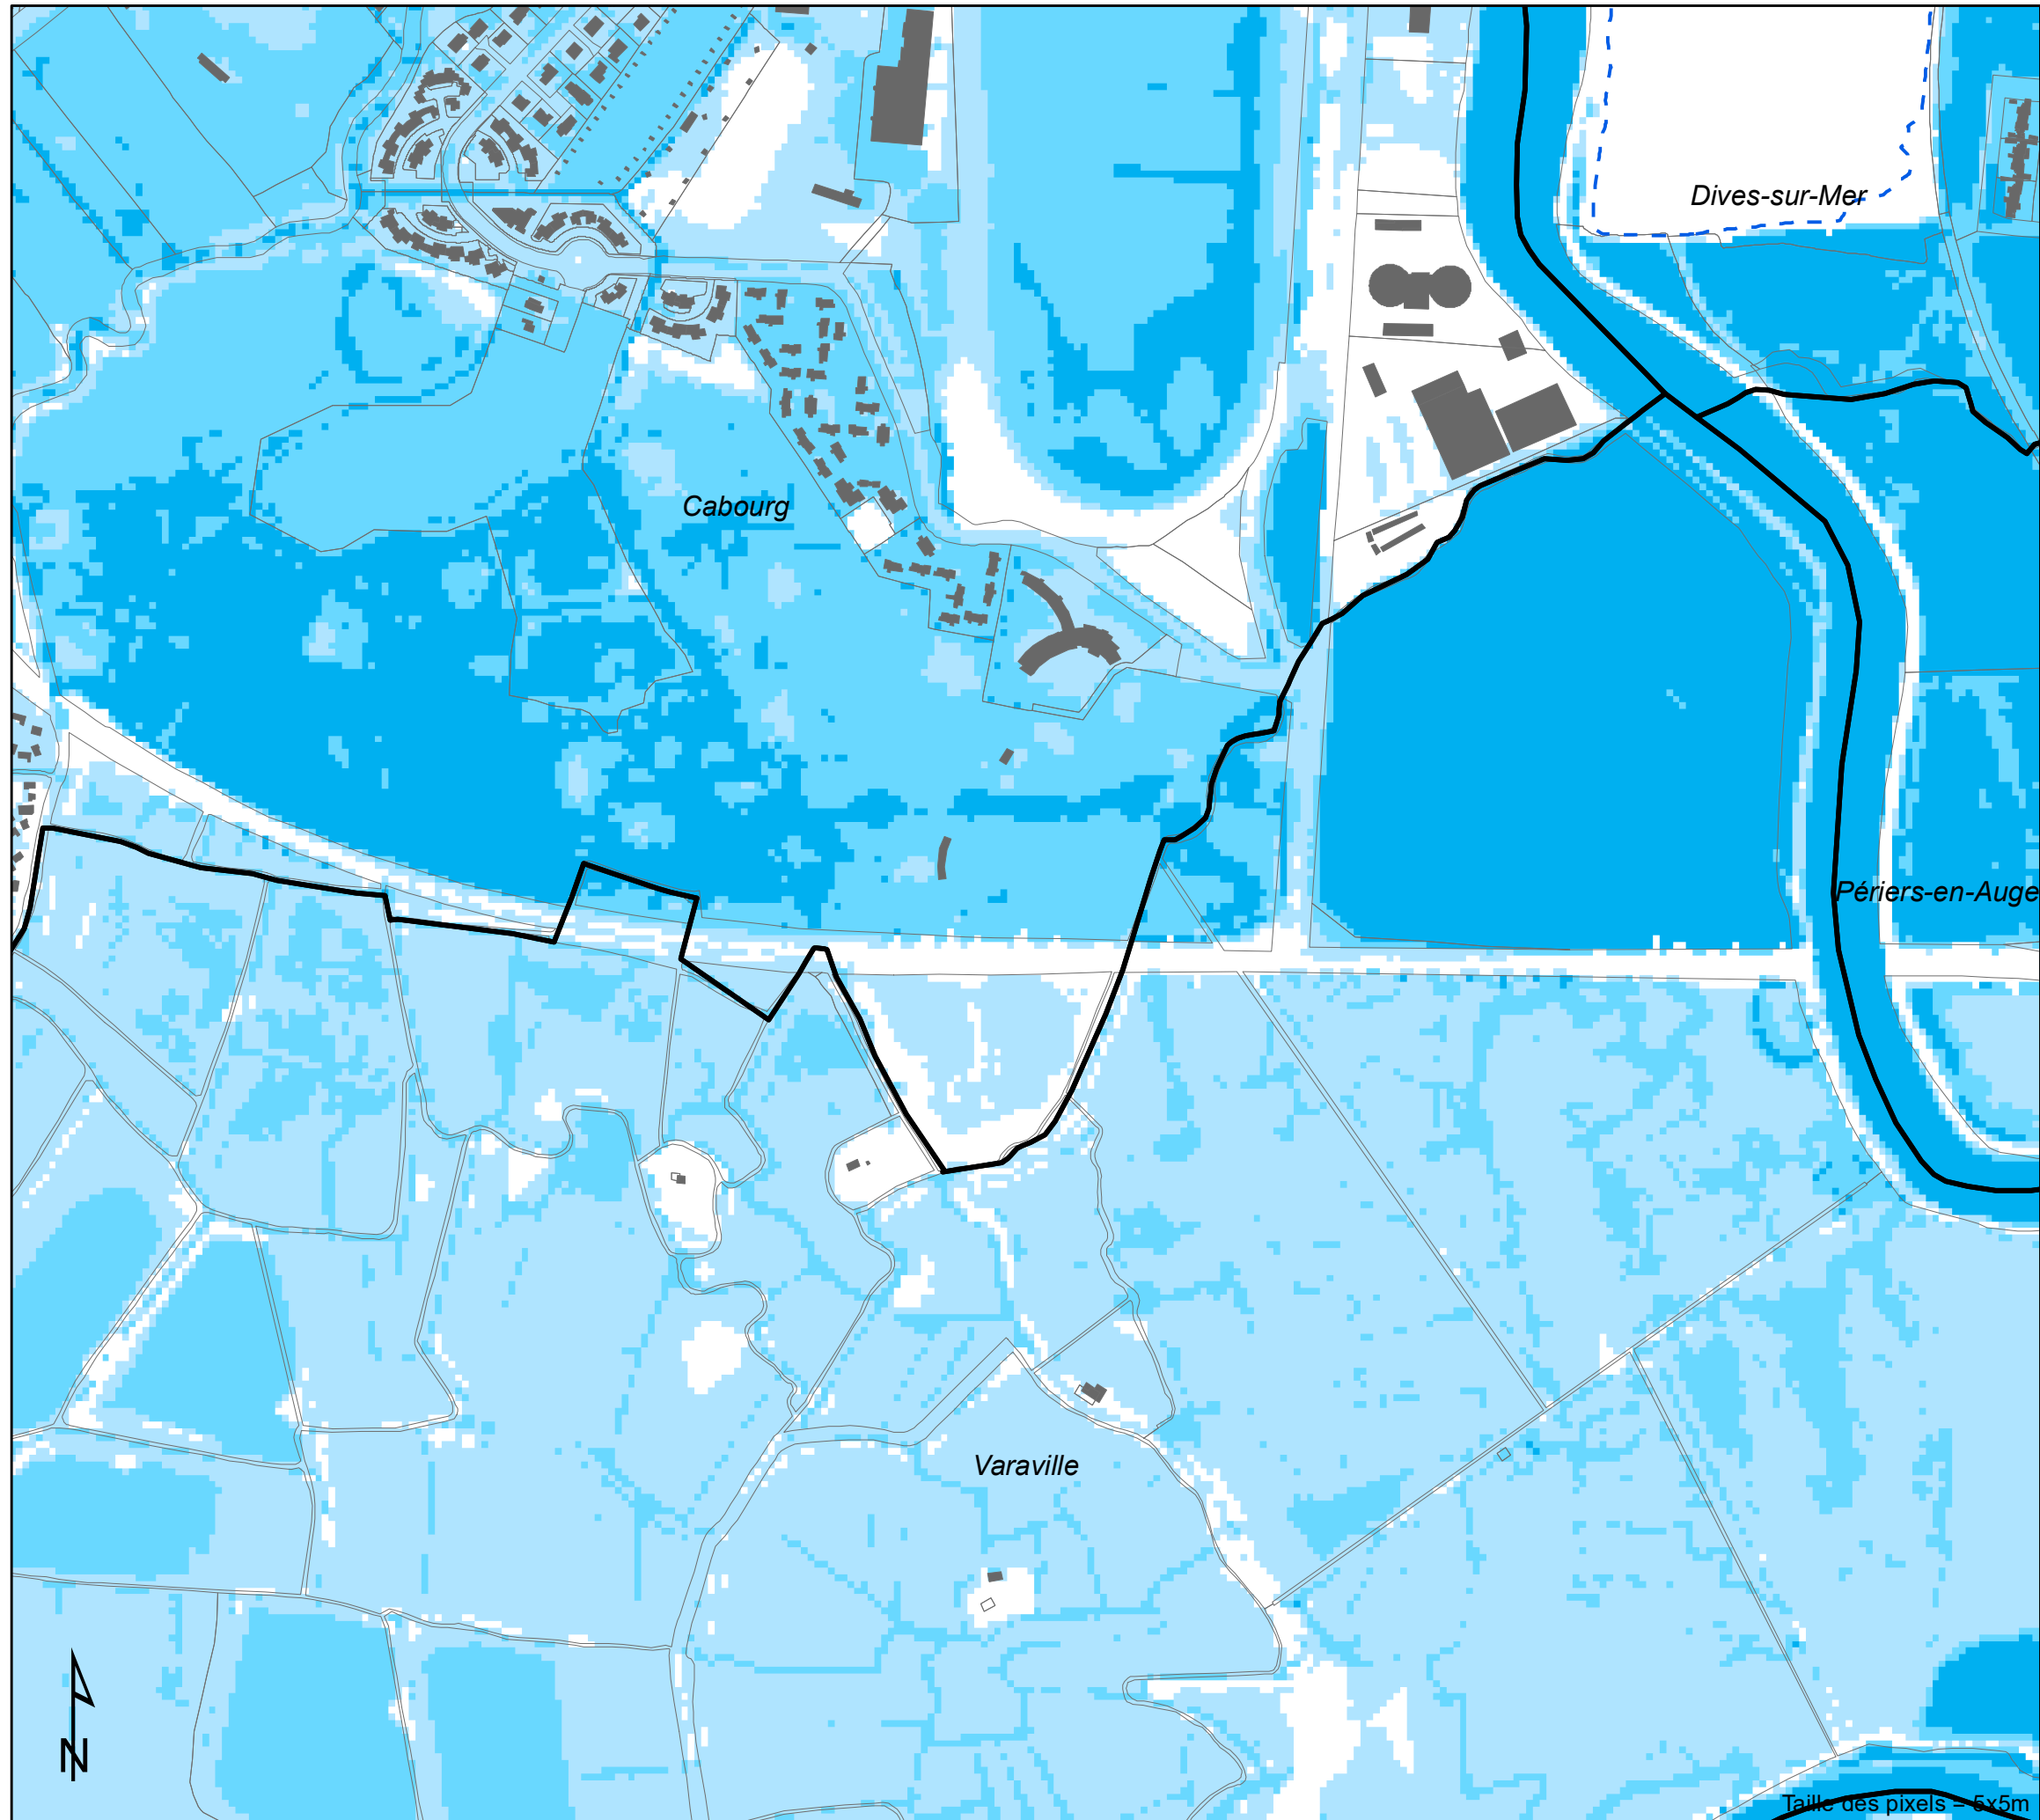 Dives-sur-Mer
Cabourg
Périers-en-Auge
Varaville
N
Taille des pixels = 5x5m